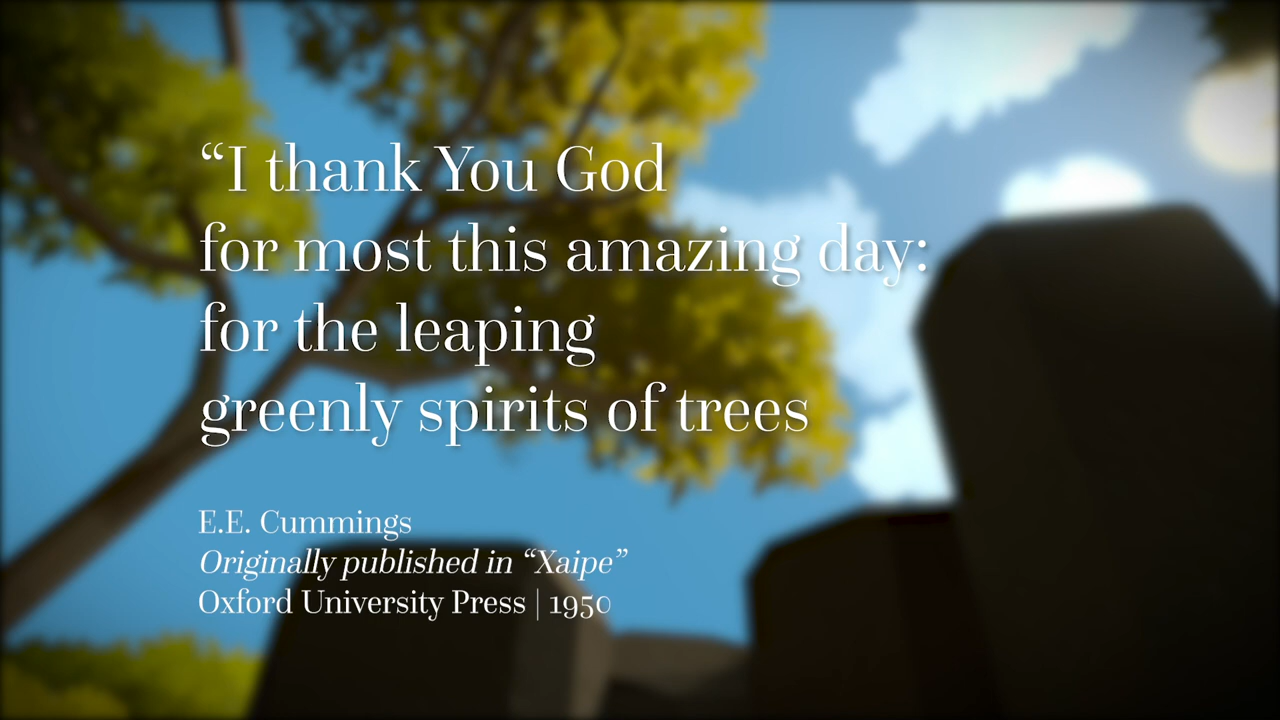 “I thank You God
for most this amazing day:
for the leaping
greenly spirits of trees
E.E. Cummings
Originally published in “Xaipe”
Oxford University Press | 1950